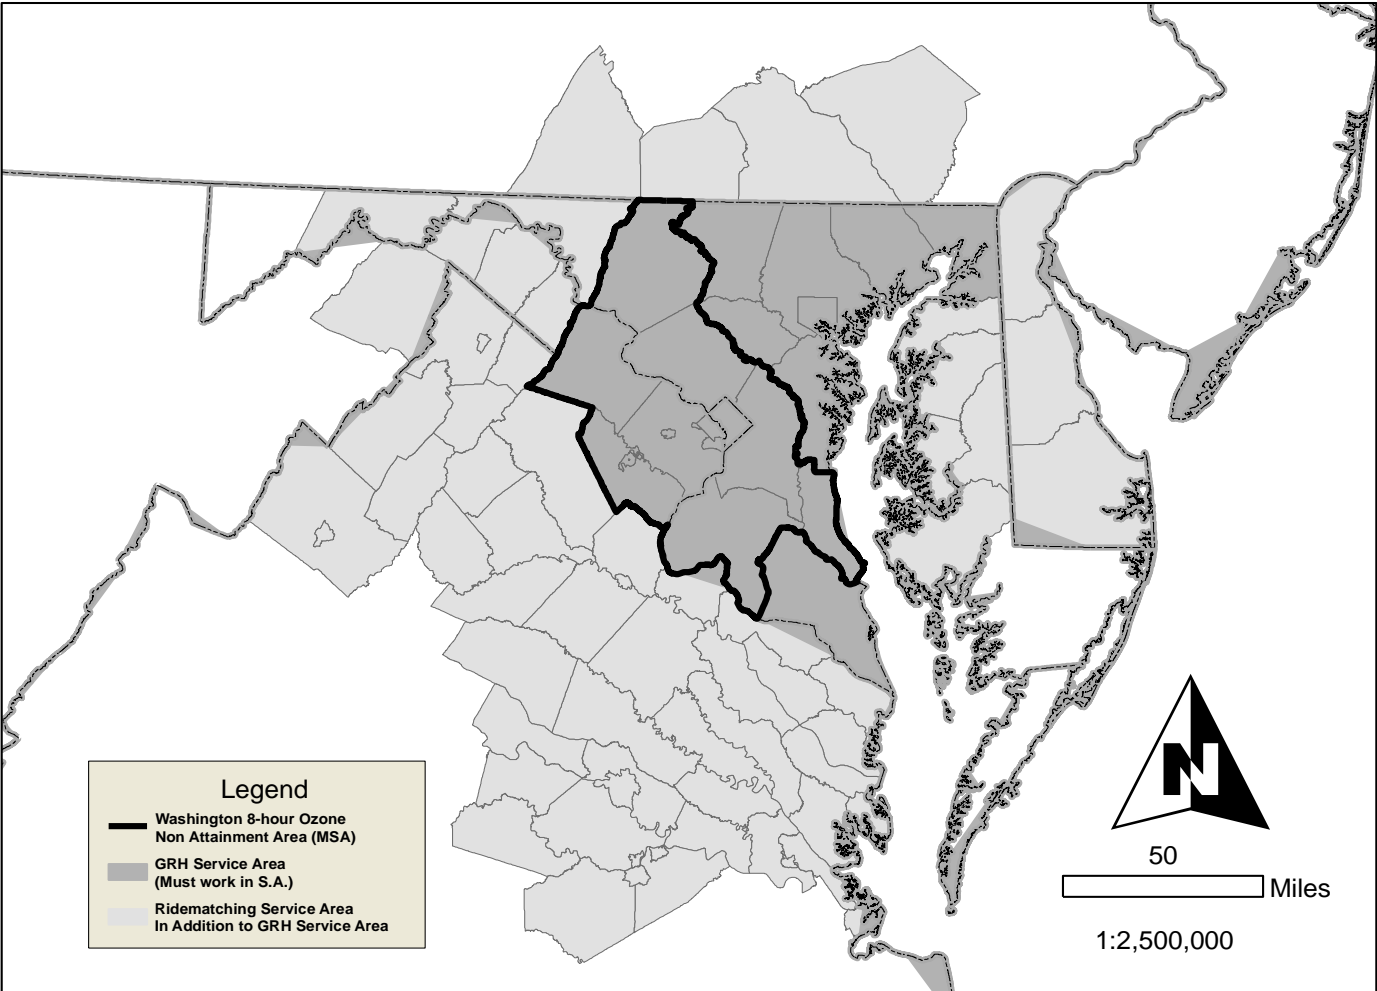 Legend
Washington 8-hour Ozone
Non Attainment Area (MSA)
GRH Service Area
(Must work in S.A.)
Ridematching Service Area
In Addition to GRH Service Area
N
50
Miles
1:2,500,000